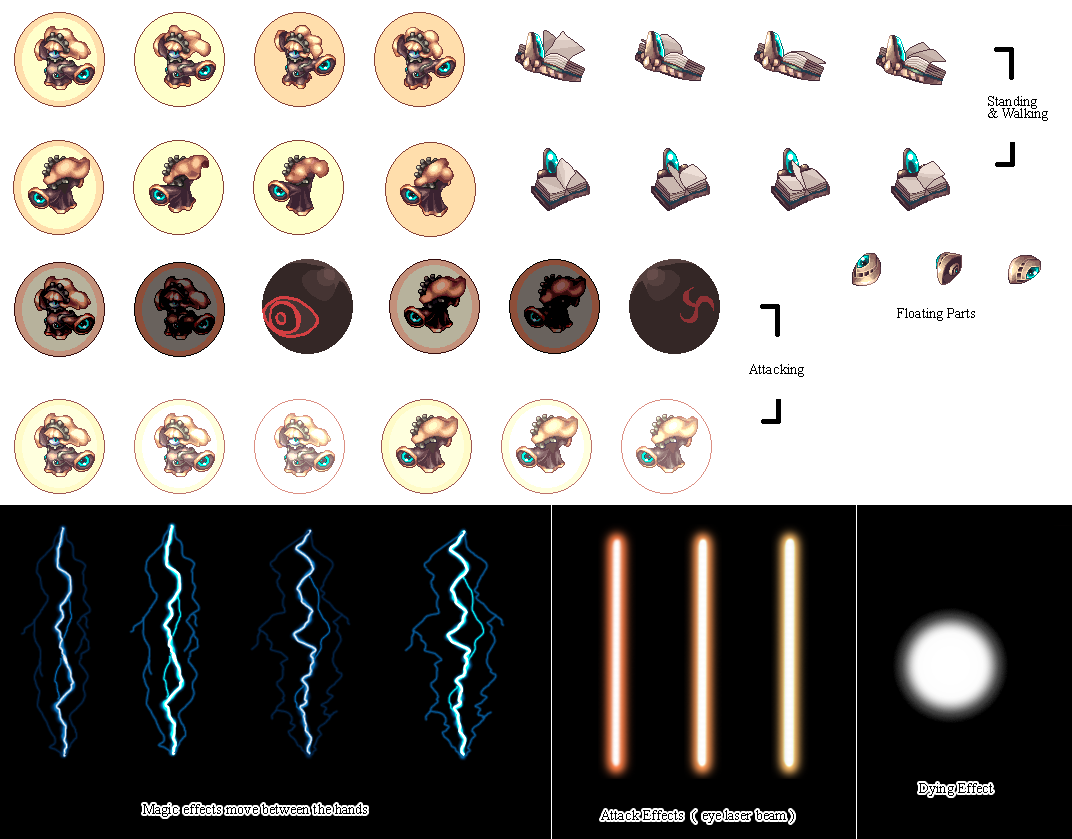 Standing
& Walking
Floating Parts
Attacking
Magic effects move between the hands
Attack Effects ( eye laser beam )
Dying Effect